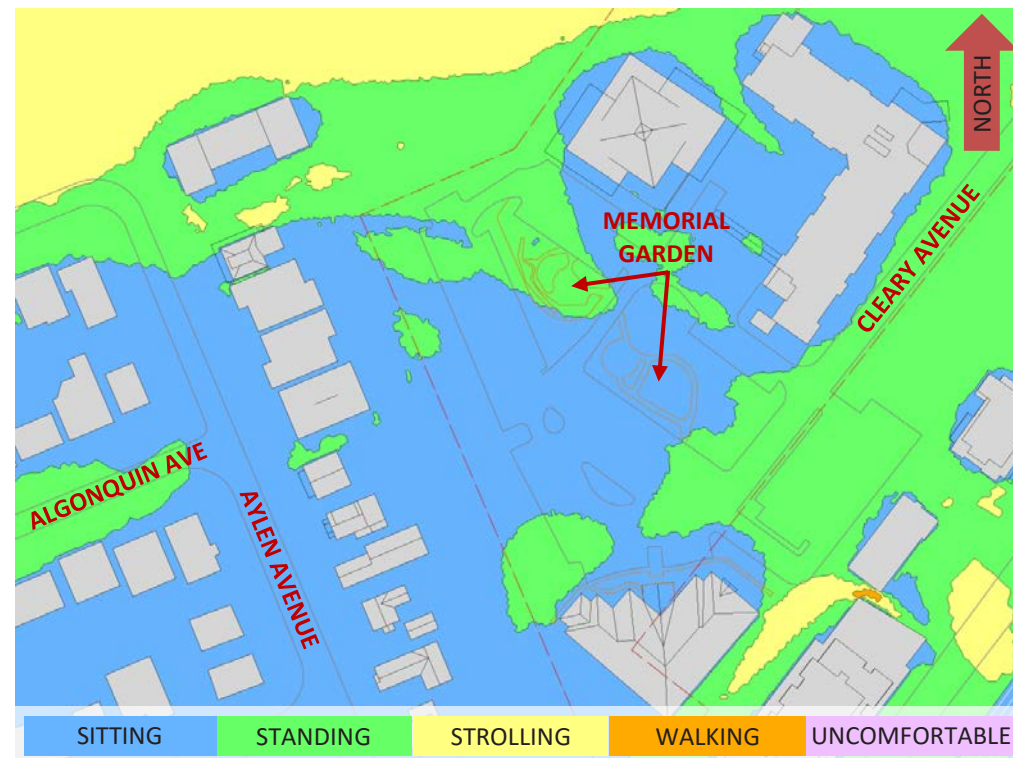 NORTH
MEMORIAL
GARDEN
CLEARY AVENUE
ALGONQUIN AVE
AYLEN AVENUE
SITTING
STANDING
STROLLING
WALKING
UNCOMFORTABLE